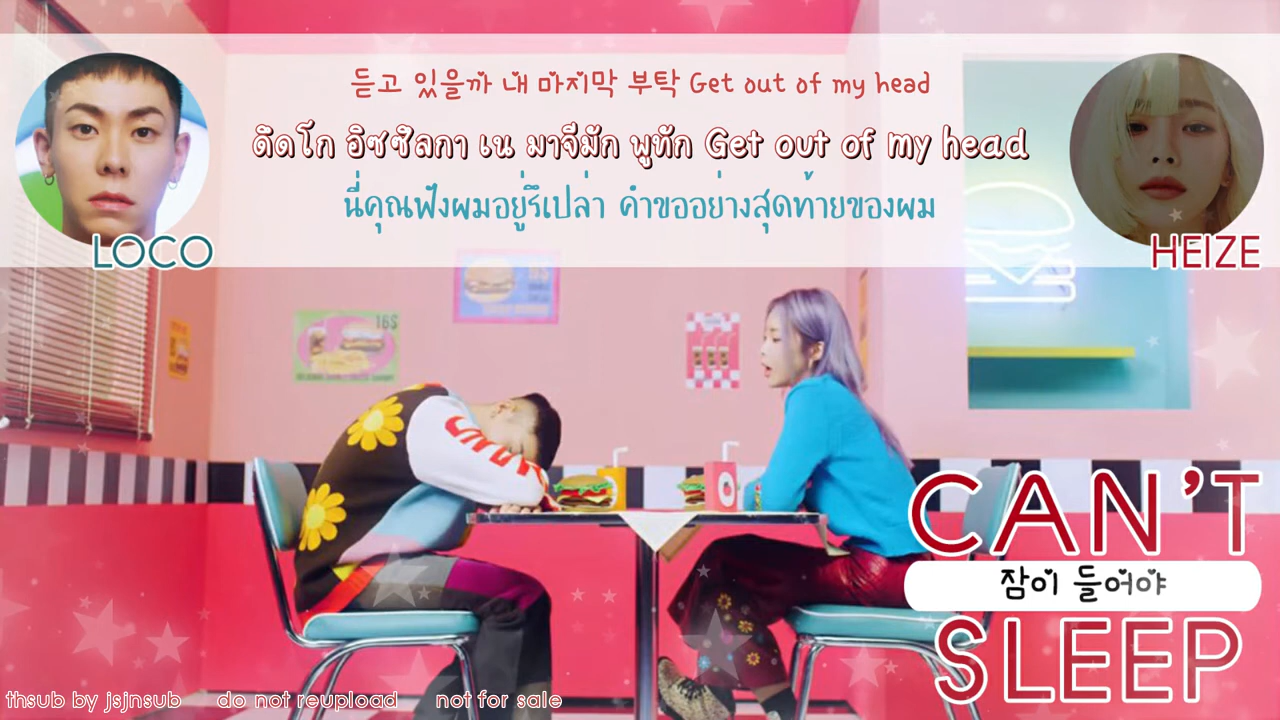 듣고 있을까 내 마지막 부탁 Get out of my head
ดึดโก อิซซึลกา เน มาจีมัก พูทัก Get out of my head
นี่คุณฟังผมอยู่รึเปล่า คำขออย่างสุดท้ายของผม
LOCO
HEIZE
16$
CAN'T
잠이 들어야
SLEEP
thsub by jsjnsub do not reupload not for sale